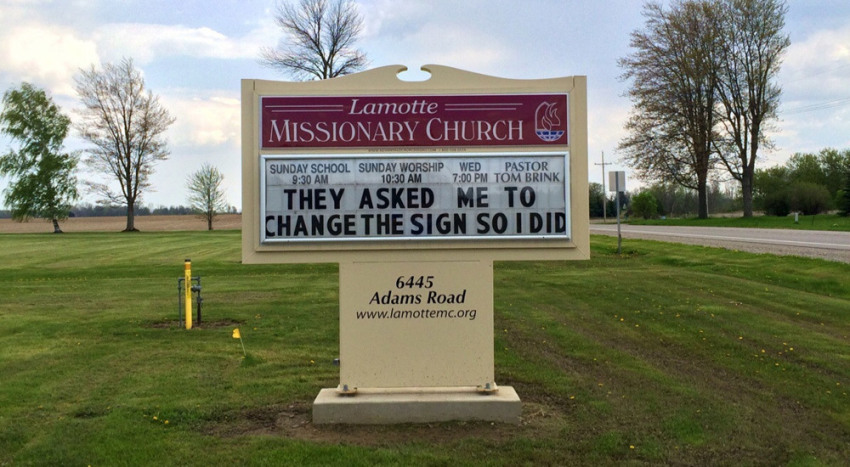 Lamotte
MISSIONARY CHURCH
SUNDAY SCHOOL SUNDAY WORSHIP WED PASTOR
9:30 AM 10:30 AM 7:00 PM TOM BRINK
THEY ASKED ME TO
CHANGE THE SIGN SO I DID
6445
Adams Road
www.lamottemc.org